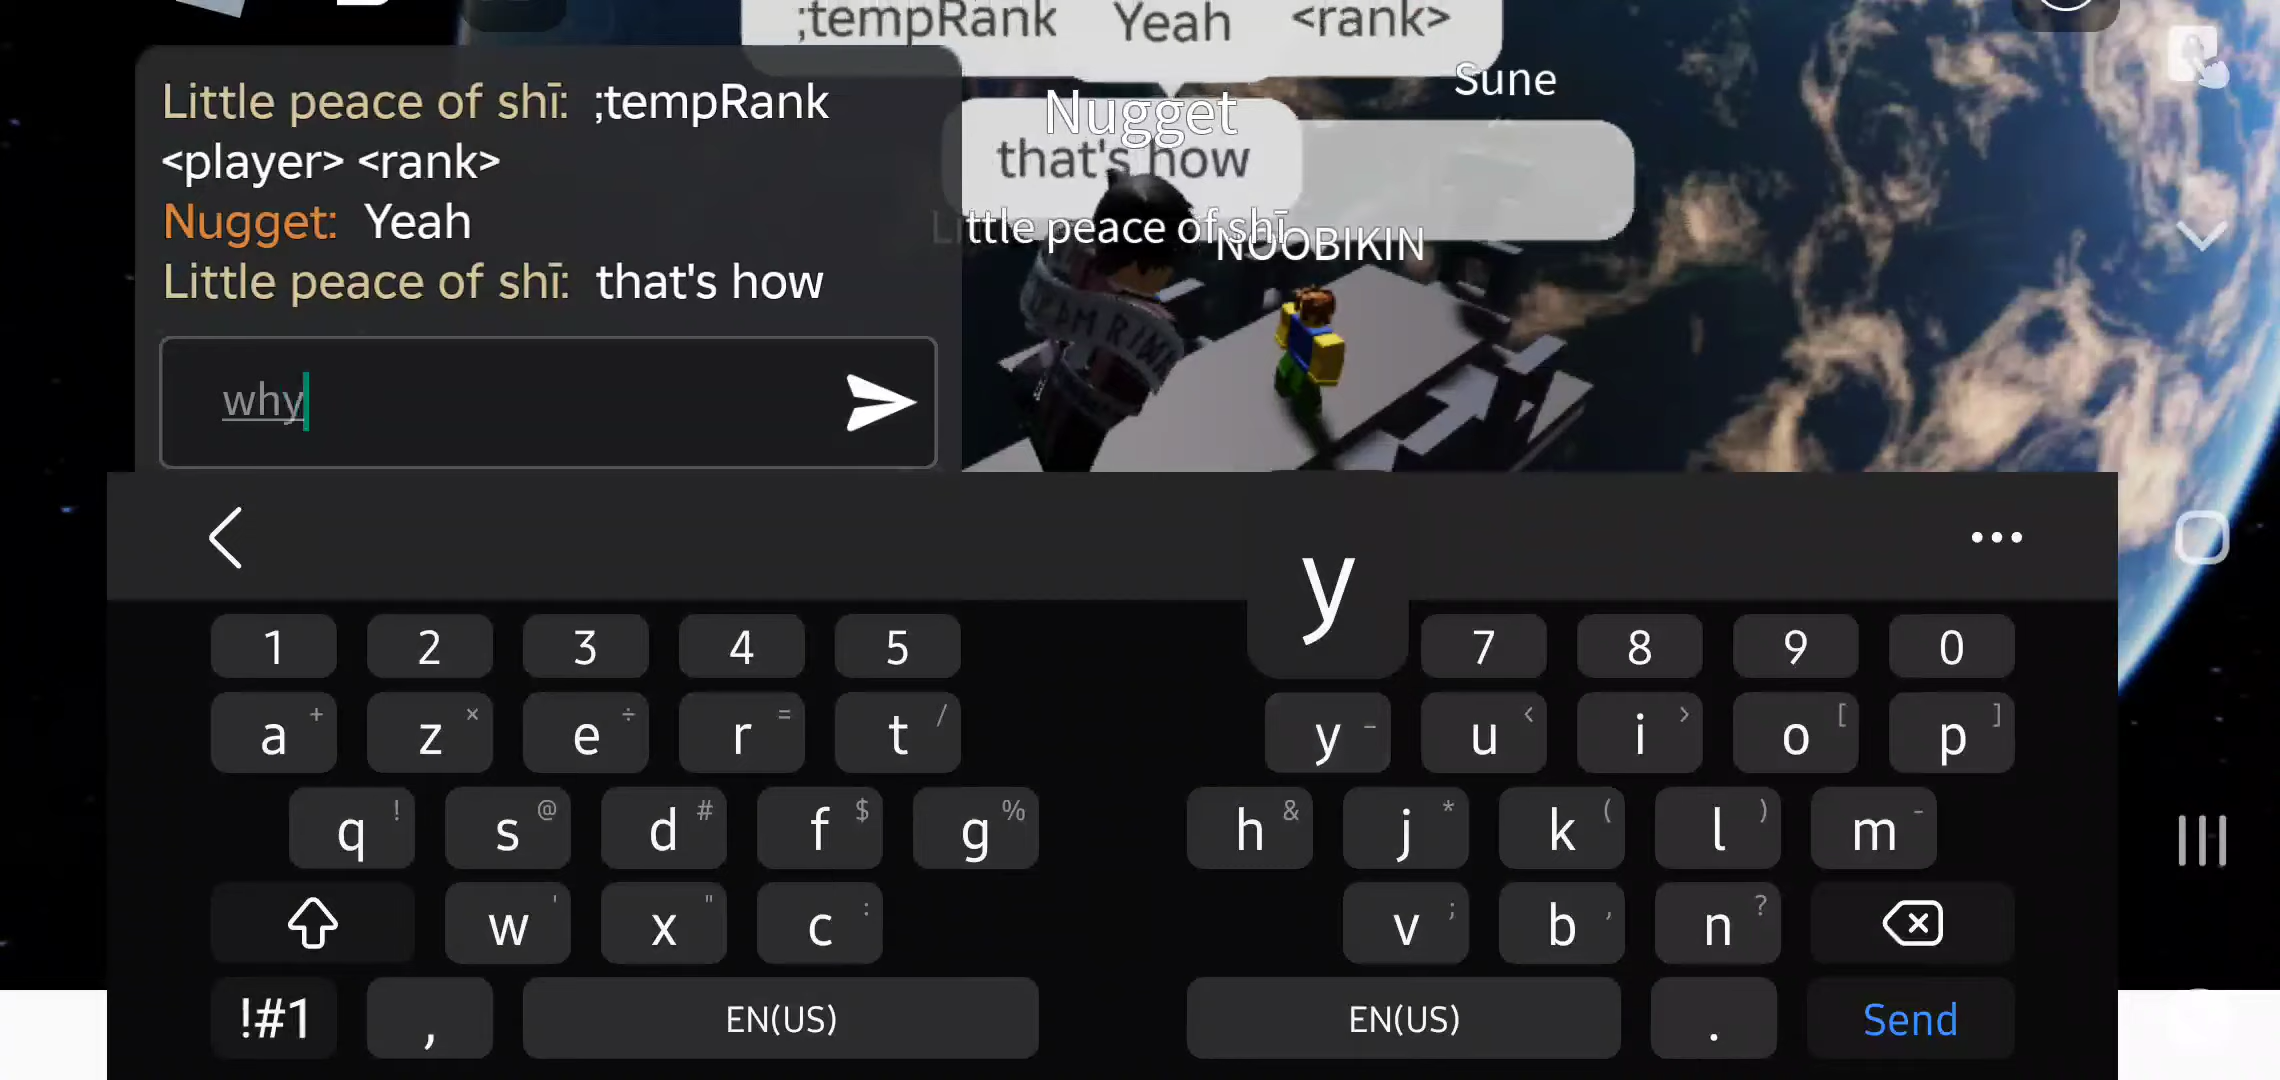 ;tempRank Yeah <rank>
Little peace of shī: ;tempRank
<player> <rank>
Nugget: Yeah
Little peace of shī: that's how
why
Sune
Nugget
that's how
Little peace of shī
NOOBIKIN
y
1 2 3 4 5 7 8 9 0
a + z × e ÷ r = t / y _ u < i > o [ p ]
q ! s @ d # f $ g % h & j * k ( l ) m -
w ' x " c : v ; b , n ?
!#1 , EN(US) EN(US) . Send